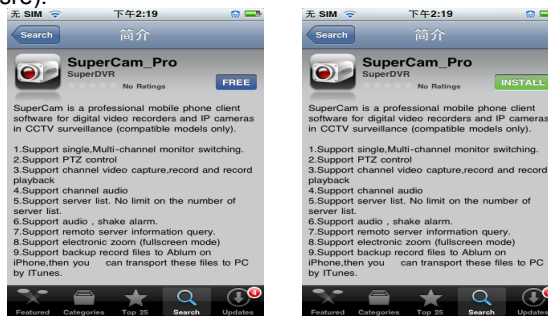 ure).
无 SIM 下午2:19
Search 简介
SuperCam_Pro
SuperDVR
No Ratings FREE
SuperCam is a professional mobile phone client
software for digital video recorders and IP cameras
in CCTV surveillance (compatible models only).
1.Support single,Multi-channel monitor switching.
2.Support PTZ control
3.Support channel video capture,record and record
playback
4.Support channel audio
5.Support server list. No limit on the number of
server list.
6.Support audio , shake alarm.
7.Support remoto server information query.
8.Support electronic zoom (fullscreen mode)
9.Support backup record files to Ablum on
iPhone,then you can transport these files to PC
by ITunes.
Featured Categories Top 25 Search Updates
无 SIM 下午2:19
Search 简介
SuperCam_Pro
SuperDVR
No Ratings INSTALL
SuperCam is a professional mobile phone client
software for digital video recorders and IP cameras
in CCTV surveillance (compatible models only).
1.Support single,Multi-channel monitor switching.
2.Support PTZ control
3.Support channel video capture,record and record
playback
4.Support channel audio
5.Support server list. No limit on the number of
server list.
6.Support audio , shake alarm.
7.Support remoto server information query.
8.Support electronic zoom (fullscreen mode)
9.Support backup record files to Ablum on
iPhone,then you can transport these files to PC
by ITunes.
Featured Categories Top 25 Search Updates